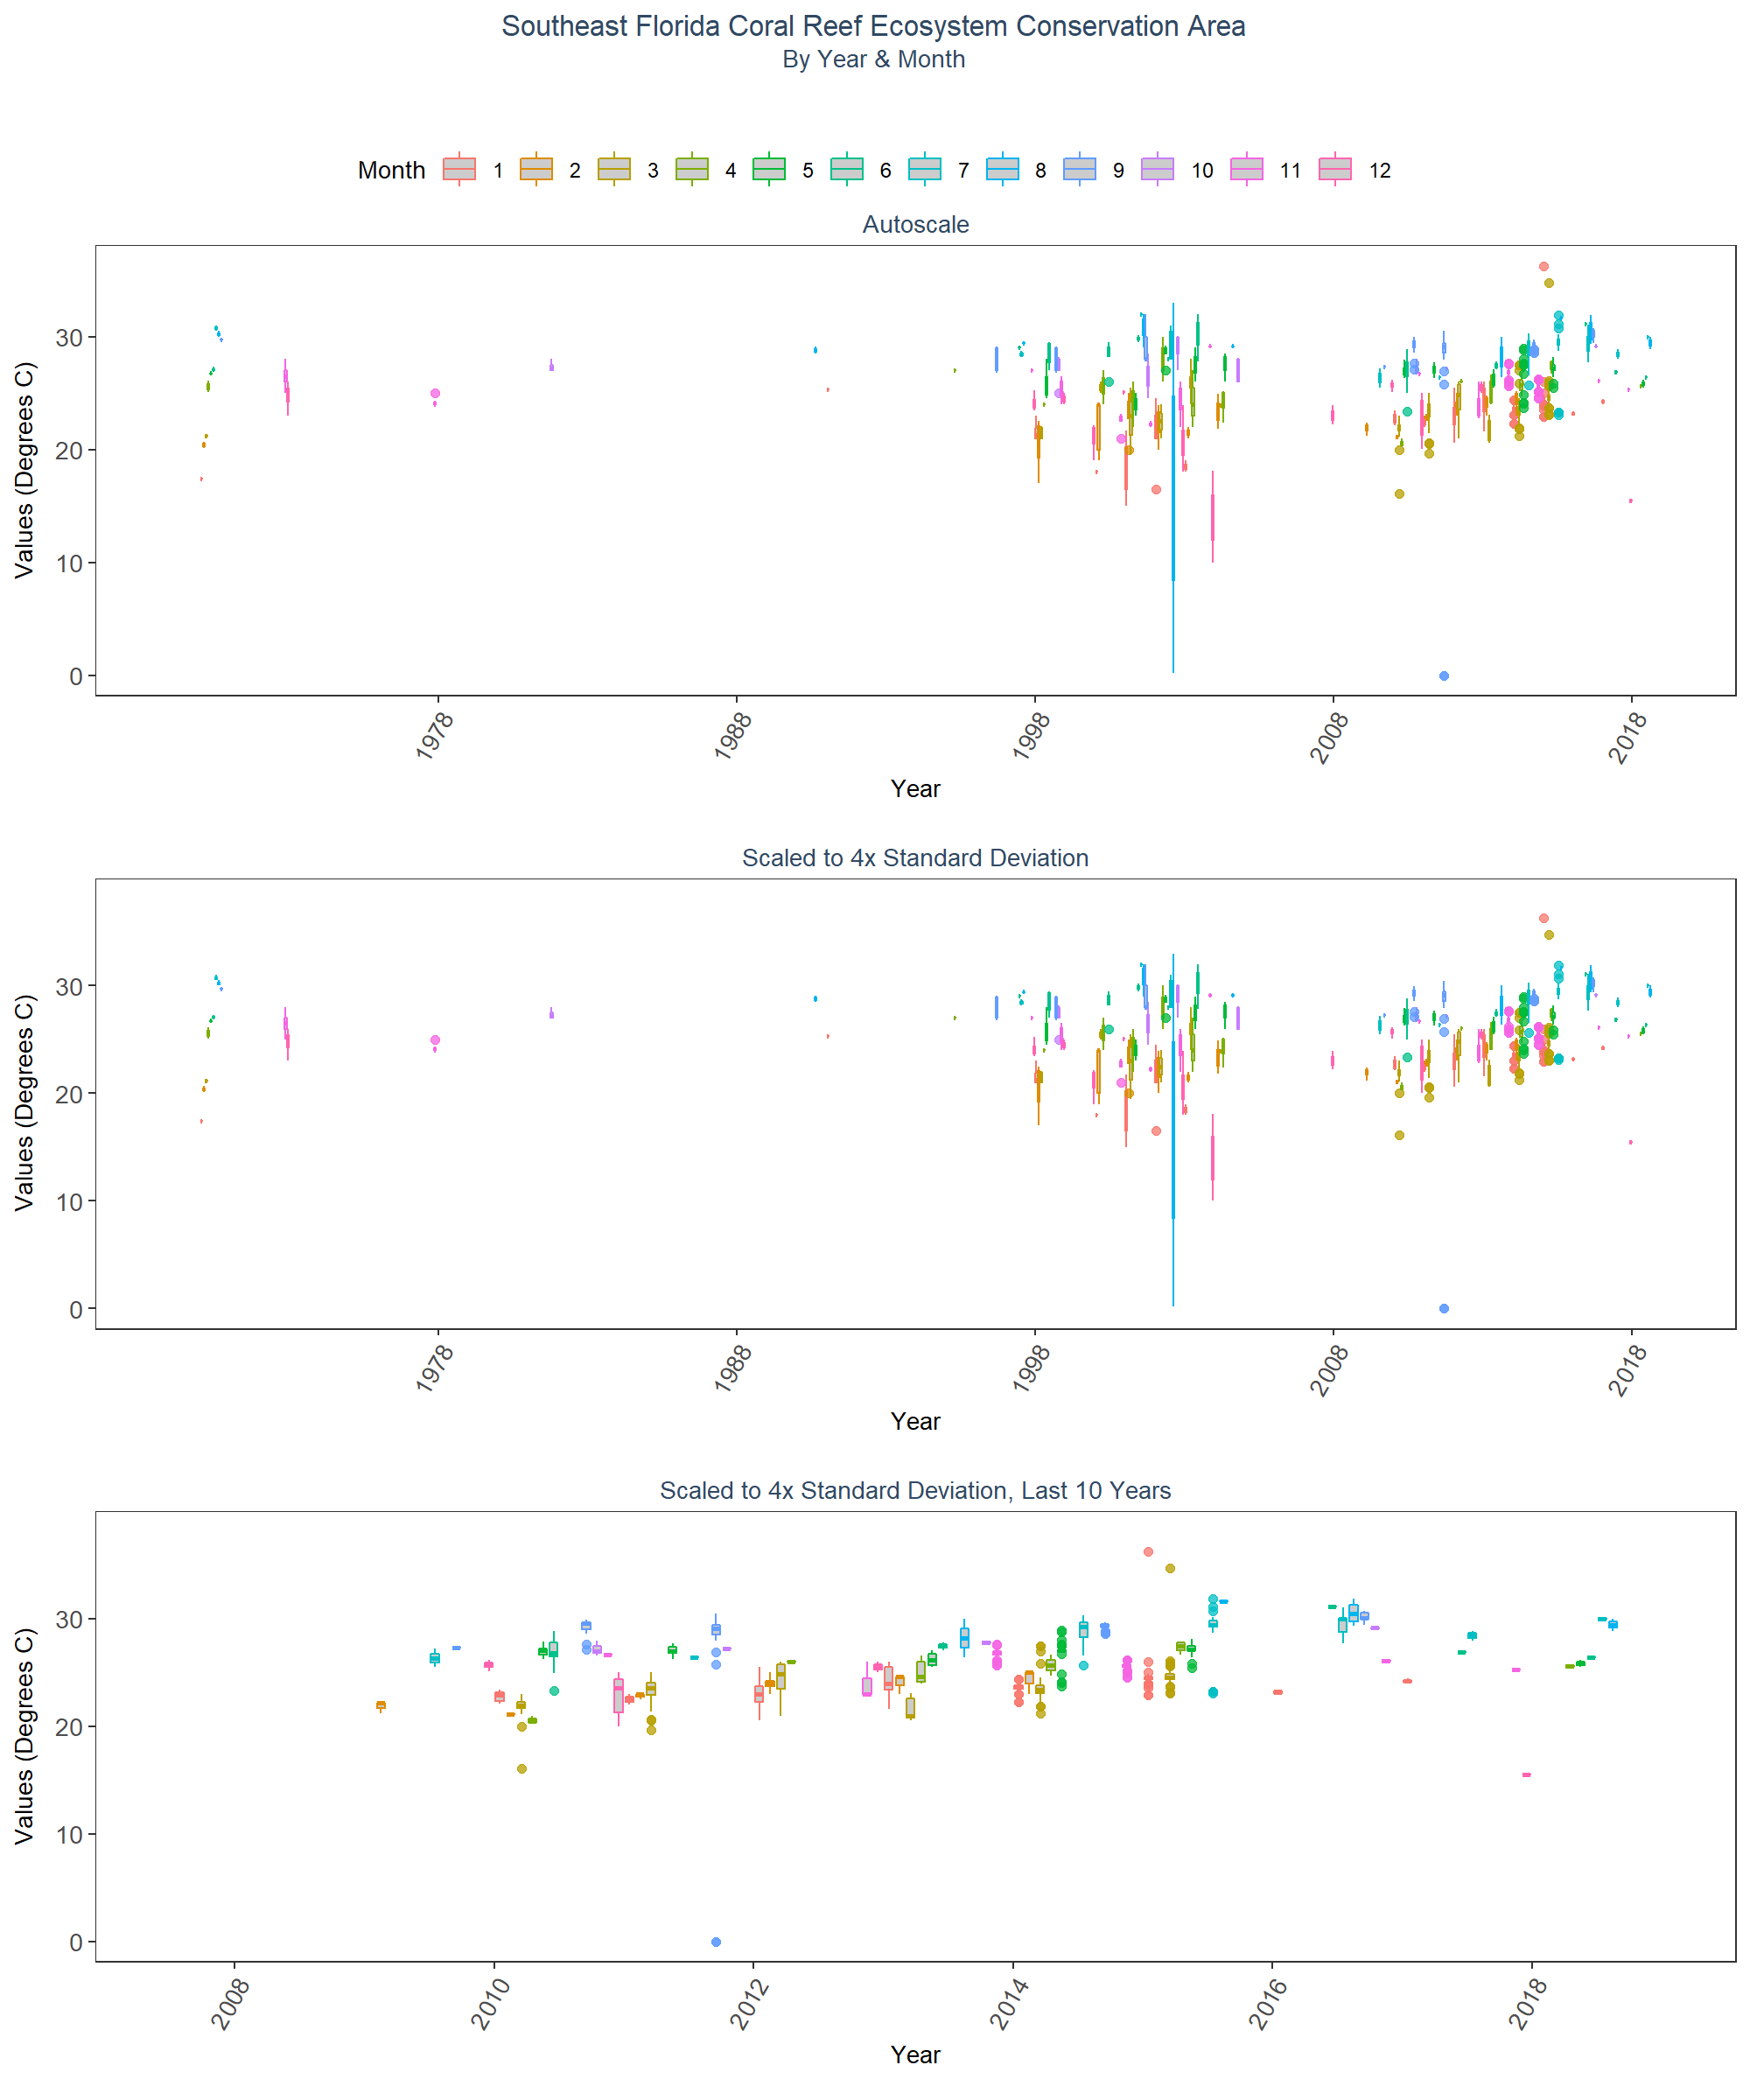 Southeast Florida Coral Reef Ecosystem Conservation Area
By Year & Month
Month 1 2 3 4 5 6 7 8 9 10 11 12
Autoscale
Values (Degrees C)
30
20
10
0
1978 1988 1998 2008 2018
Year
Scaled to 4x Standard Deviation
Values (Degrees C)
30
20
10
0
1978 1988 1998 2008 2018
Year
Scaled to 4x Standard Deviation, Last 10 Years
Values (Degrees C)
30
20
10
0
2008 2010 2012 2014 2016 2018
Year